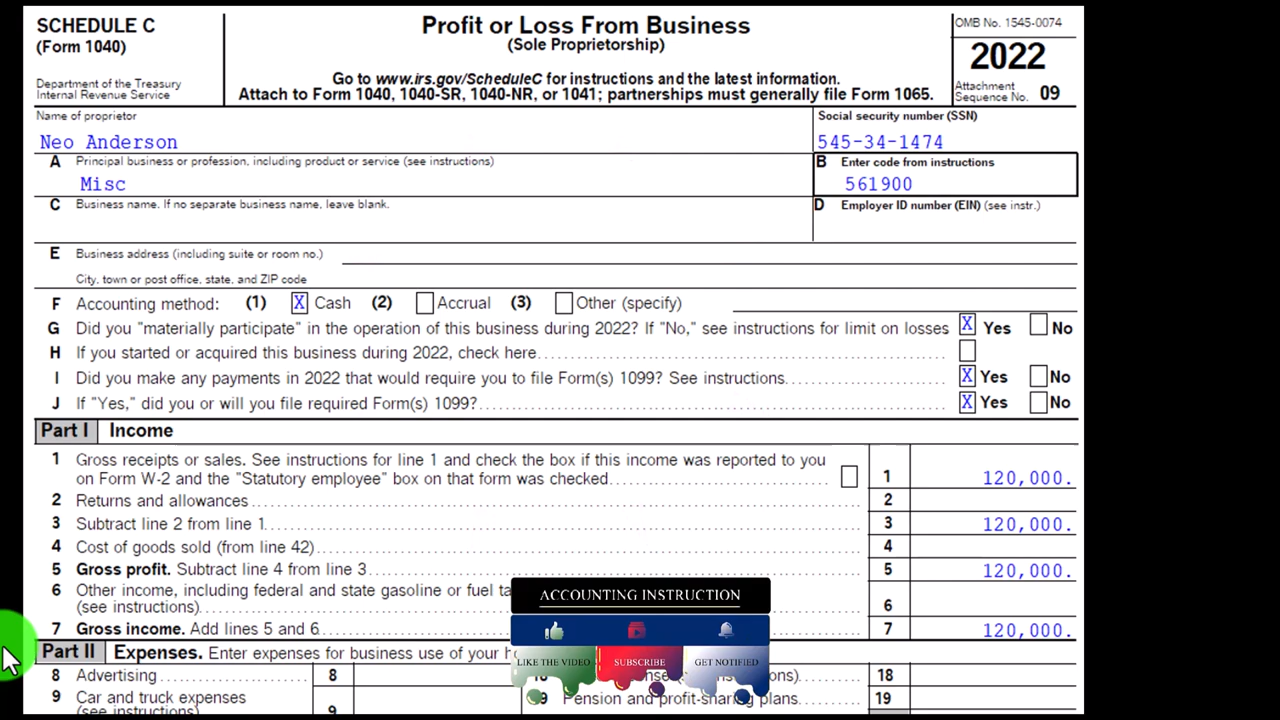 SCHEDULE C
(Form 1040)
Department of the Treasury
Internal Revenue Service
Profit or Loss From Business
(Sole Proprietorship)
Go to www.irs.gov/ScheduleC for instructions and the latest information.
Attach to Form 1040, 1040-SR, 1040-NR, or 1041; partnerships must generally file Form 1065.
OMB No. 1545-0074
2022
Attachment
Sequence No. 09
Name of proprietor
Neo Anderson
Social security number (SSN)
545-34-1474
A Principal business or profession, including product or service (see instructions)
Misc
B Enter code from instructions
561900
C Business name. If no separate business name, leave blank.
D Employer ID number (EIN) (see instr.)
E Business address (including suite or room no.)
City, town or post office, state, and ZIP code
F Accounting method: (1) X Cash (2) Accrual (3) Other (specify)
G Did you "materially participate" in the operation of this business during 2022? If "No," see instructions for limit on losses X Yes No
H If you started or acquired this business during 2022, check here
I Did you make any payments in 2022 that would require you to file Form(s) 1099? See instructions. X Yes No
J If "Yes," did you or will you file required Form(s) 1099? X Yes No
Part I Income
1 Gross receipts or sales. See instructions for line 1 and check the box if this income was reported to you
on Form W-2 and the "Statutory employee" box on that form was checked 1 120,000.
2 Returns and allowances 2
3 Subtract line 2 from line 1 3 120,000.
4 Cost of goods sold (from line 42) 4
5 Gross profit. Subtract line 4 from line 3 5 120,000.
6 Other income, including federal and state gasoline or fuel
(see instructions) 6
7 Gross income. Add lines 5 and 6 7 120,000.
ACCOUNTING INSTRUCTION
LIKE THE VIDEO SUBSCRIBE GET NOTIFIED
Part II Expenses. Enter expenses for business use of your
8 Advertising 8
18
9 Car and truck expenses
(see instructions) 9
Pension and profit-sharing plans 19